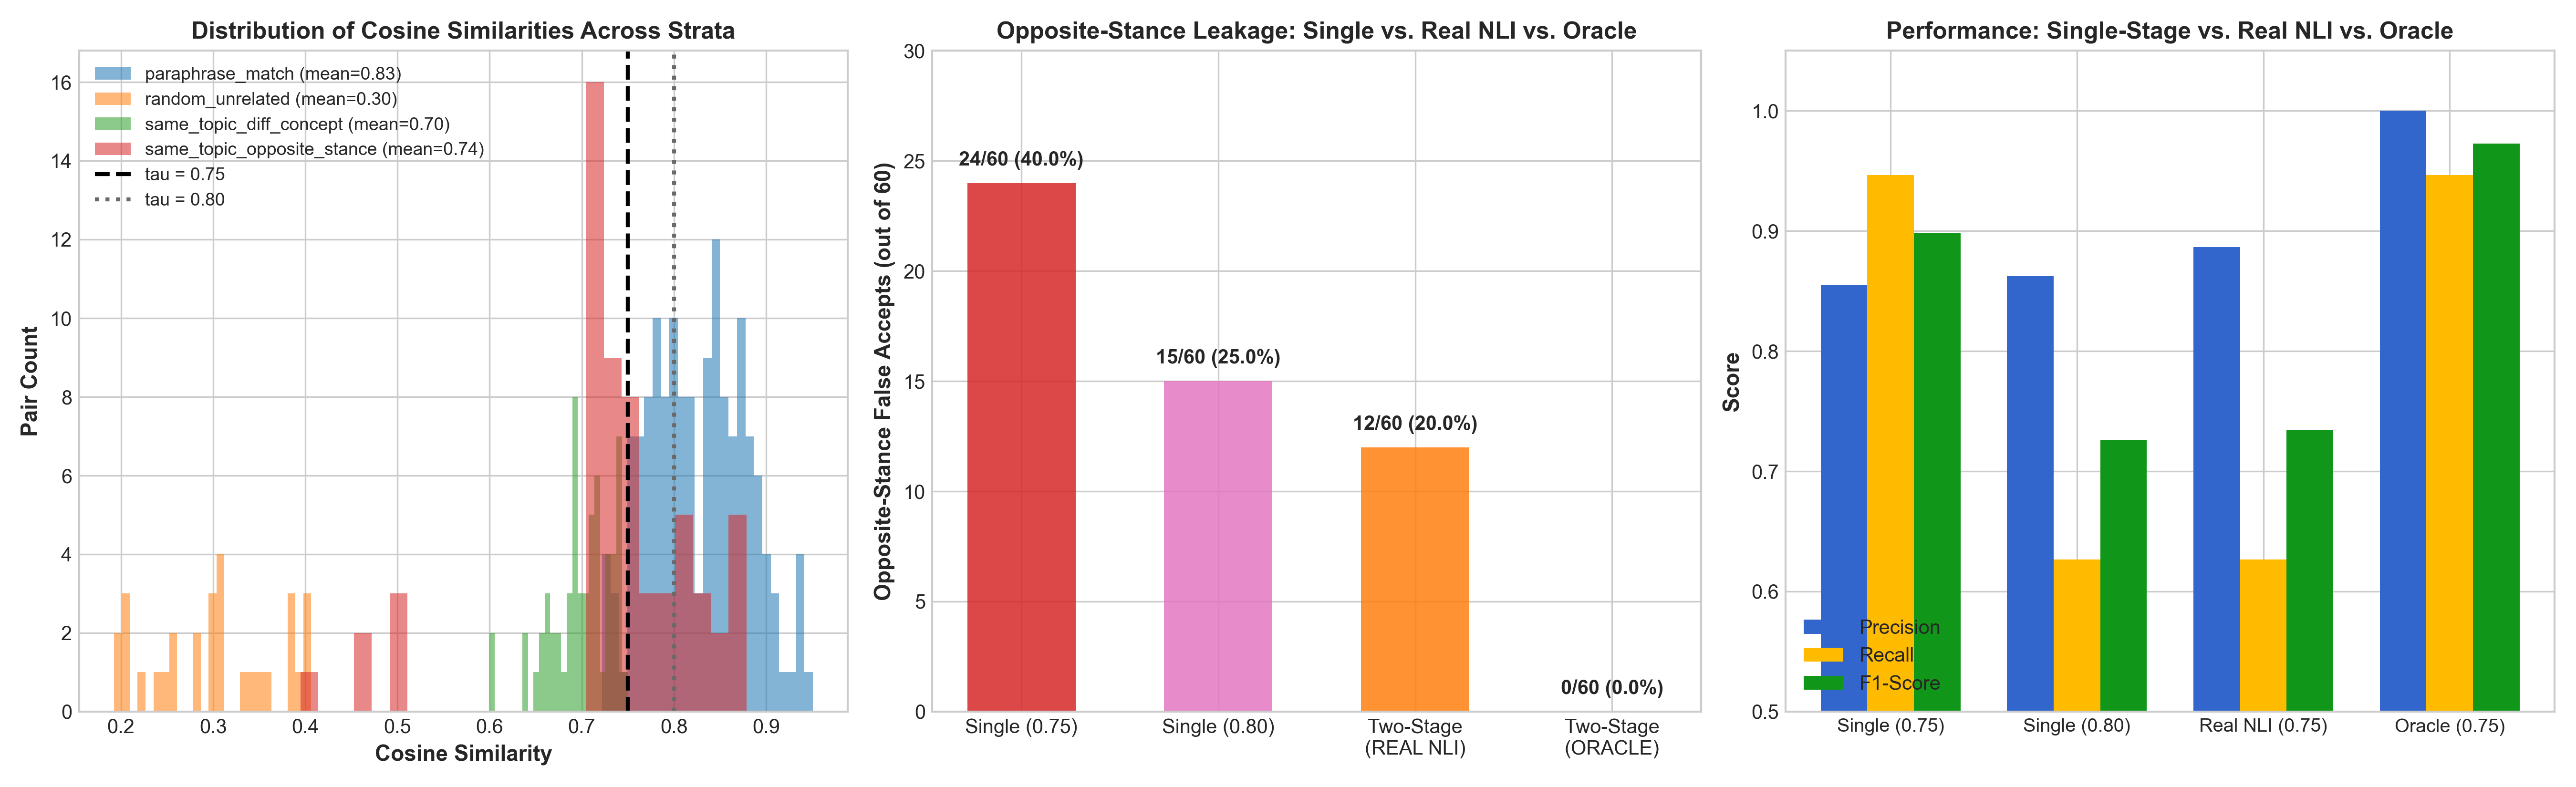 Distribution of Cosine Similarities Across Strata
paraphrase_match (mean=0.83)
random_unrelated (mean=0.30)
same_topic_diff_concept (mean=0.70)
same_topic_opposite_stance (mean=0.74)
tau = 0.75
tau = 0.80
Pair Count
16
14
12
10
8
6
4
2
0
0.2 0.3 0.4 0.5 0.6 0.7 0.8 0.9
Cosine Similarity
Opposite-Stance Leakage: Single vs. Real NLI vs. Oracle
Opposite-Stance False Accepts (out of 60)
30
25
20
15
10
5
0
24/60 (40.0%)
15/60 (25.0%)
12/60 (20.0%)
0/60 (0.0%)
Single (0.75) Single (0.80) Two-Stage Two-Stage
(REAL NLI) (ORACLE)
Performance: Single-Stage vs. Real NLI vs. Oracle
Score
1.0
0.9
0.8
0.7
0.6
0.5
Precision
Recall
F1-Score
Single (0.75) Single (0.80) Real NLI (0.75) Oracle (0.75)